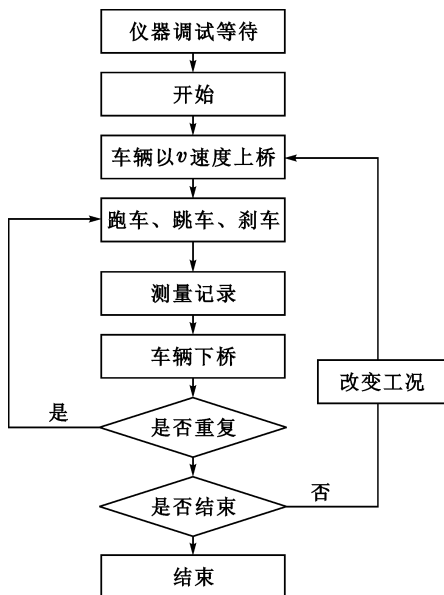 仪器调试等待
开始
车辆以v速度上桥
跑车、跳车、刹车
测量记录
车辆下桥
改变工况
是
是否重复
否
是否结束
结束